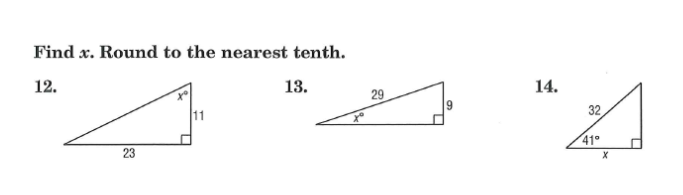 Find x. Round to the nearest tenth.
12.
x°
11
23
13.
29
9
x°
14.
32
41°
x